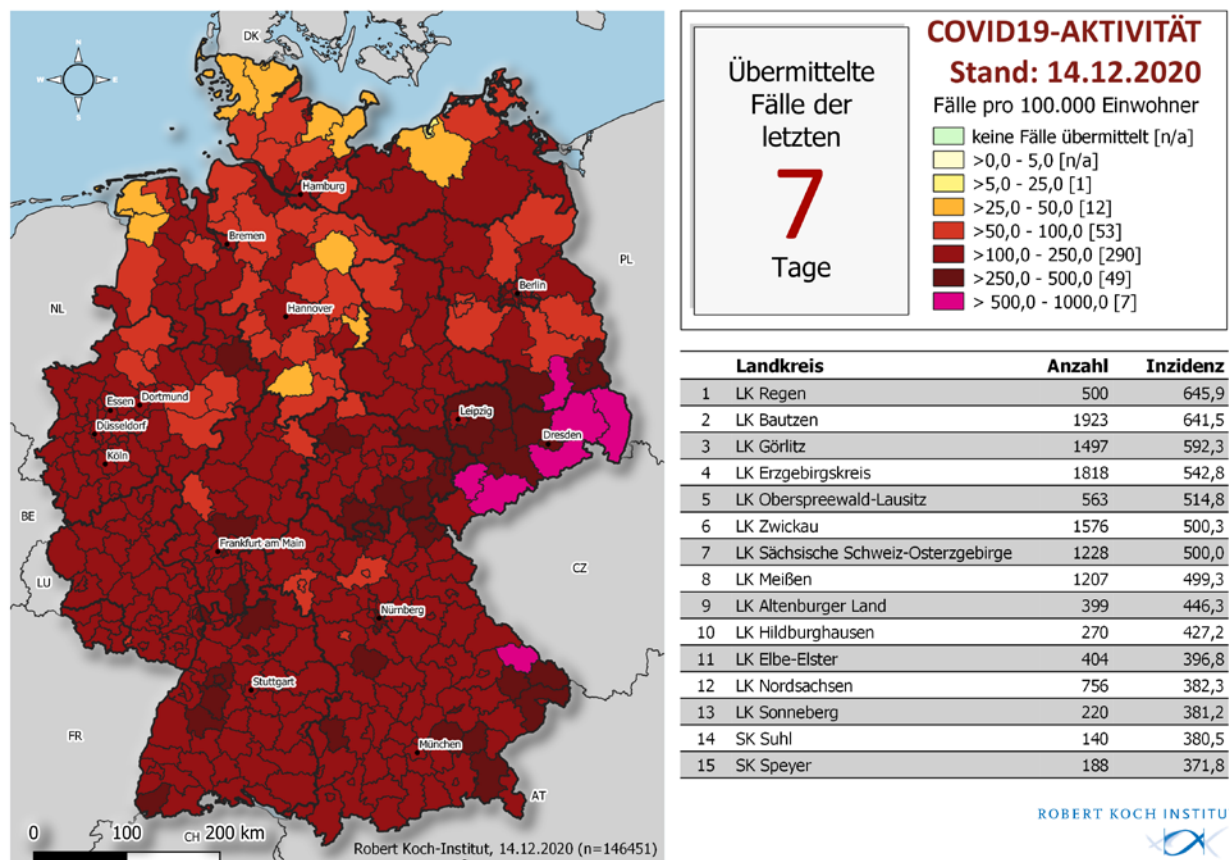 DK
N
W
E
S
Hamburg
Bremen
PL
Berlin
NL
Hannover
Essen
Dortmund
Düsseldorf
Leipzig
Dresden
Köln
BE
Frankfurt am Main
LU
CZ
Nürnberg
Stuttgart
FR
München
AT
0 100 200 km
CH
Robert Koch-Institut, 14.12.2020 (n=146451)
Übermittelte
Fälle der
letzten
7
Tage
COVID19-AKTIVITÄT
Stand: 14.12.2020
Fälle pro 100.000 Einwohner
keine Fälle übermittelt [n/a]
>0,0 - 5,0 [n/a]
>5,0 - 25,0 [1]
>25,0 - 50,0 [12]
>50,0 - 100,0 [53]
>100,0 - 250,0 [290]
>250,0 - 500,0 [49]
> 500,0 - 1000,0 [7]
Landkreis Anzahl Inzidenz
1 LK Regen 500 645,9
2 LK Bautzen 1923 641,5
3 LK Görlitz 1497 592,3
4 LK Erzgebirgskreis 1818 542,8
5 LK Oberspreewald-Lausitz 563 514,8
6 LK Zwickau 1576 500,3
7 LK Sächsische Schweiz-Osterzgebirge 1228 500,0
8 LK Meißen 1207 499,3
9 LK Altenburger Land 399 446,3
10 LK Hildburghausen 270 427,2
11 LK Elbe-Elster 404 396,8
12 LK Nordsachsen 756 382,3
13 LK Sonneberg 220 381,2
14 SK Suhl 140 380,5
15 SK Speyer 188 371,8
ROBERT KOCH INSTITU